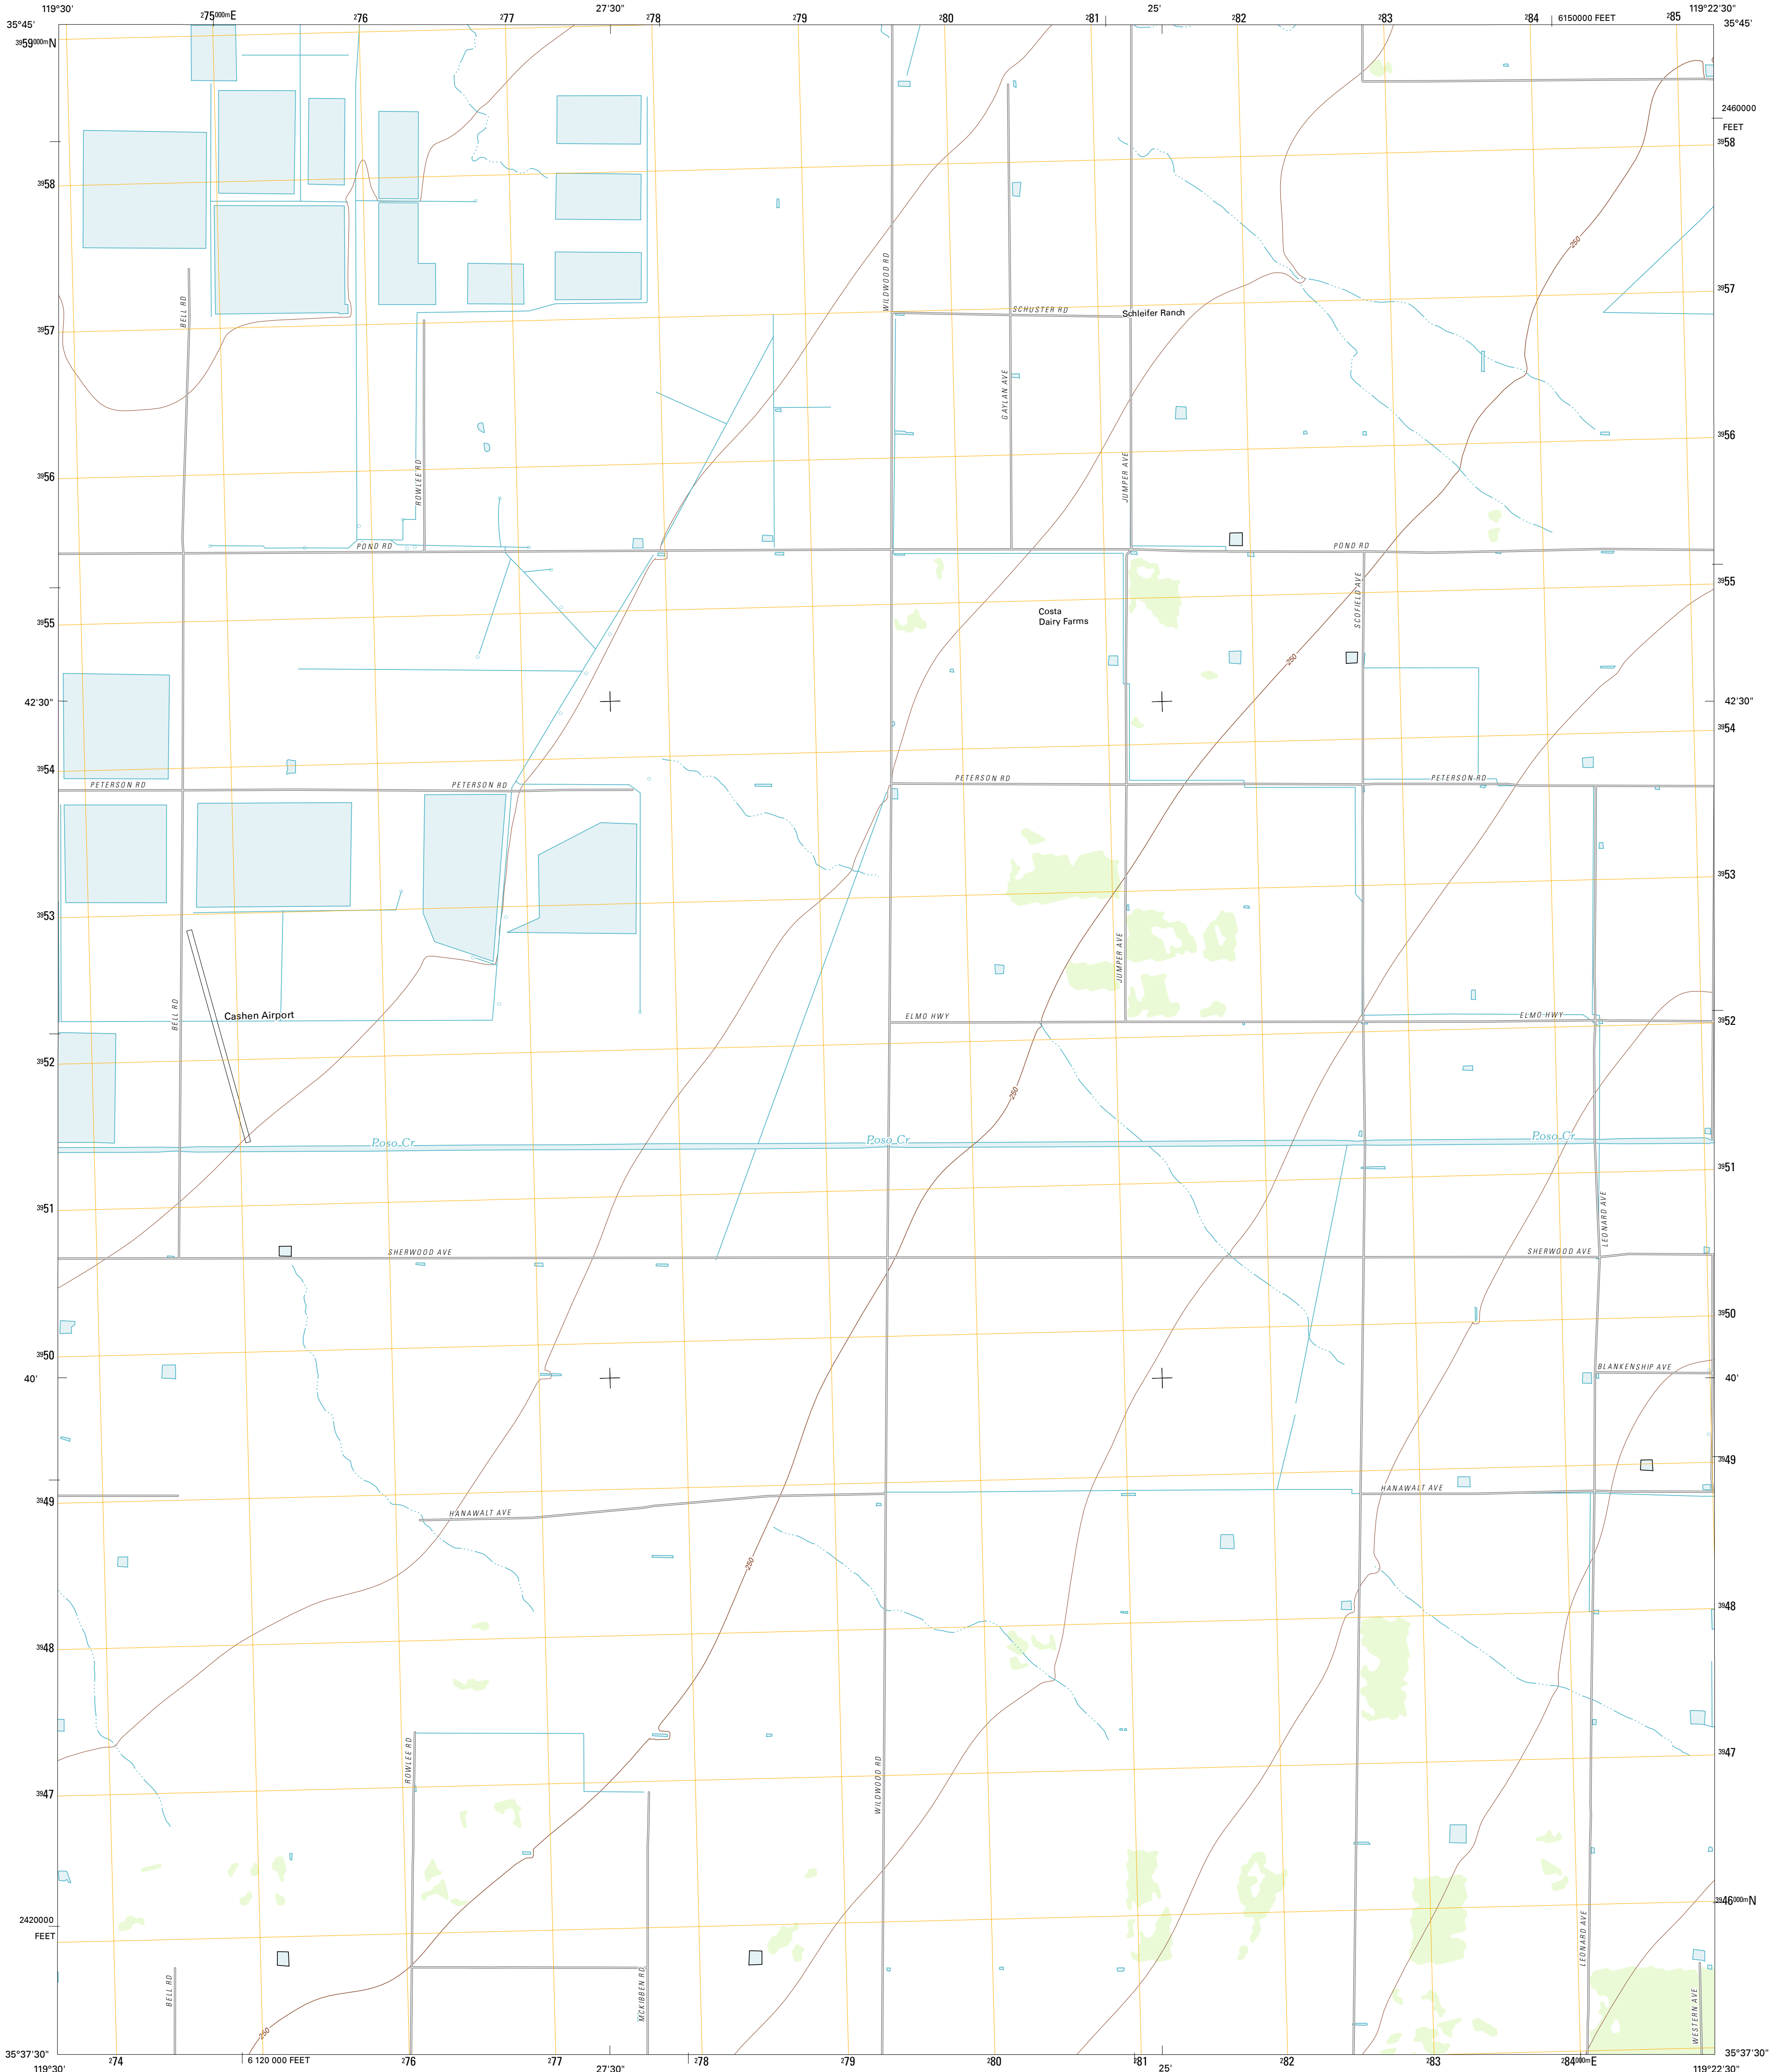 119°30' ²75⁰⁰⁰ᵐE ²76 ²77 27'30" ²78 ²79 ²80 ²81 25' ²82 ²83 ²84 6150000 FEET ²85 119°22'30"
35°45' 35°45'
³⁹59⁰⁰⁰ᵐN
2460000
FEET
³⁹58
³⁹58
-250
WILDWOOD RD
³⁹57
BELL RD
SCHUSTER RD
Schleifer Ranch
³⁹57
GAYLAN AVE
³⁹56
ROWLEE RD
JUMPER AVE
³⁹56
POND RD
POND RD
³⁹55
SCOFIELD AVE
Costa
Dairy Farms
³⁹55
-250
42'30" 42'30"
³⁹54
³⁹54
PETERSON RD PETERSON RD PETERSON RD PETERSON RD
³⁹53
³⁹53
JUMPER AVE
BELL RD
Cashen Airport
ELMO HWY ELMO HWY
³⁹52
³⁹52
-250
Poso Cr Poso Cr Poso Cr
³⁹51
³⁹51
LEONARD AVE
SHERWOOD AVE SHERWOOD AVE
³⁹50
³⁹50
BLANKENSHIP AVE
40' 40'
³⁹49
³⁹49
HANAWALT AVE HANAWALT AVE
-250
³⁹48
³⁹48
³⁹47
ROWLEE RD
WILDWOOD RD
³⁹47
³⁹46⁰⁰⁰ᵐN
2420000
FEET
LEONARD AVE
BELL RD
MCKIBBEN RD
WESTERN AVE
-250
35°37'30" 35°37'30"
119°30' ²74 6 120 000 FEET ²76 ²77 27'30" ²78 ²79 ²80 ²81 25' ²82 ²83 ²84⁰⁰⁰ᵐE 119°22'30"